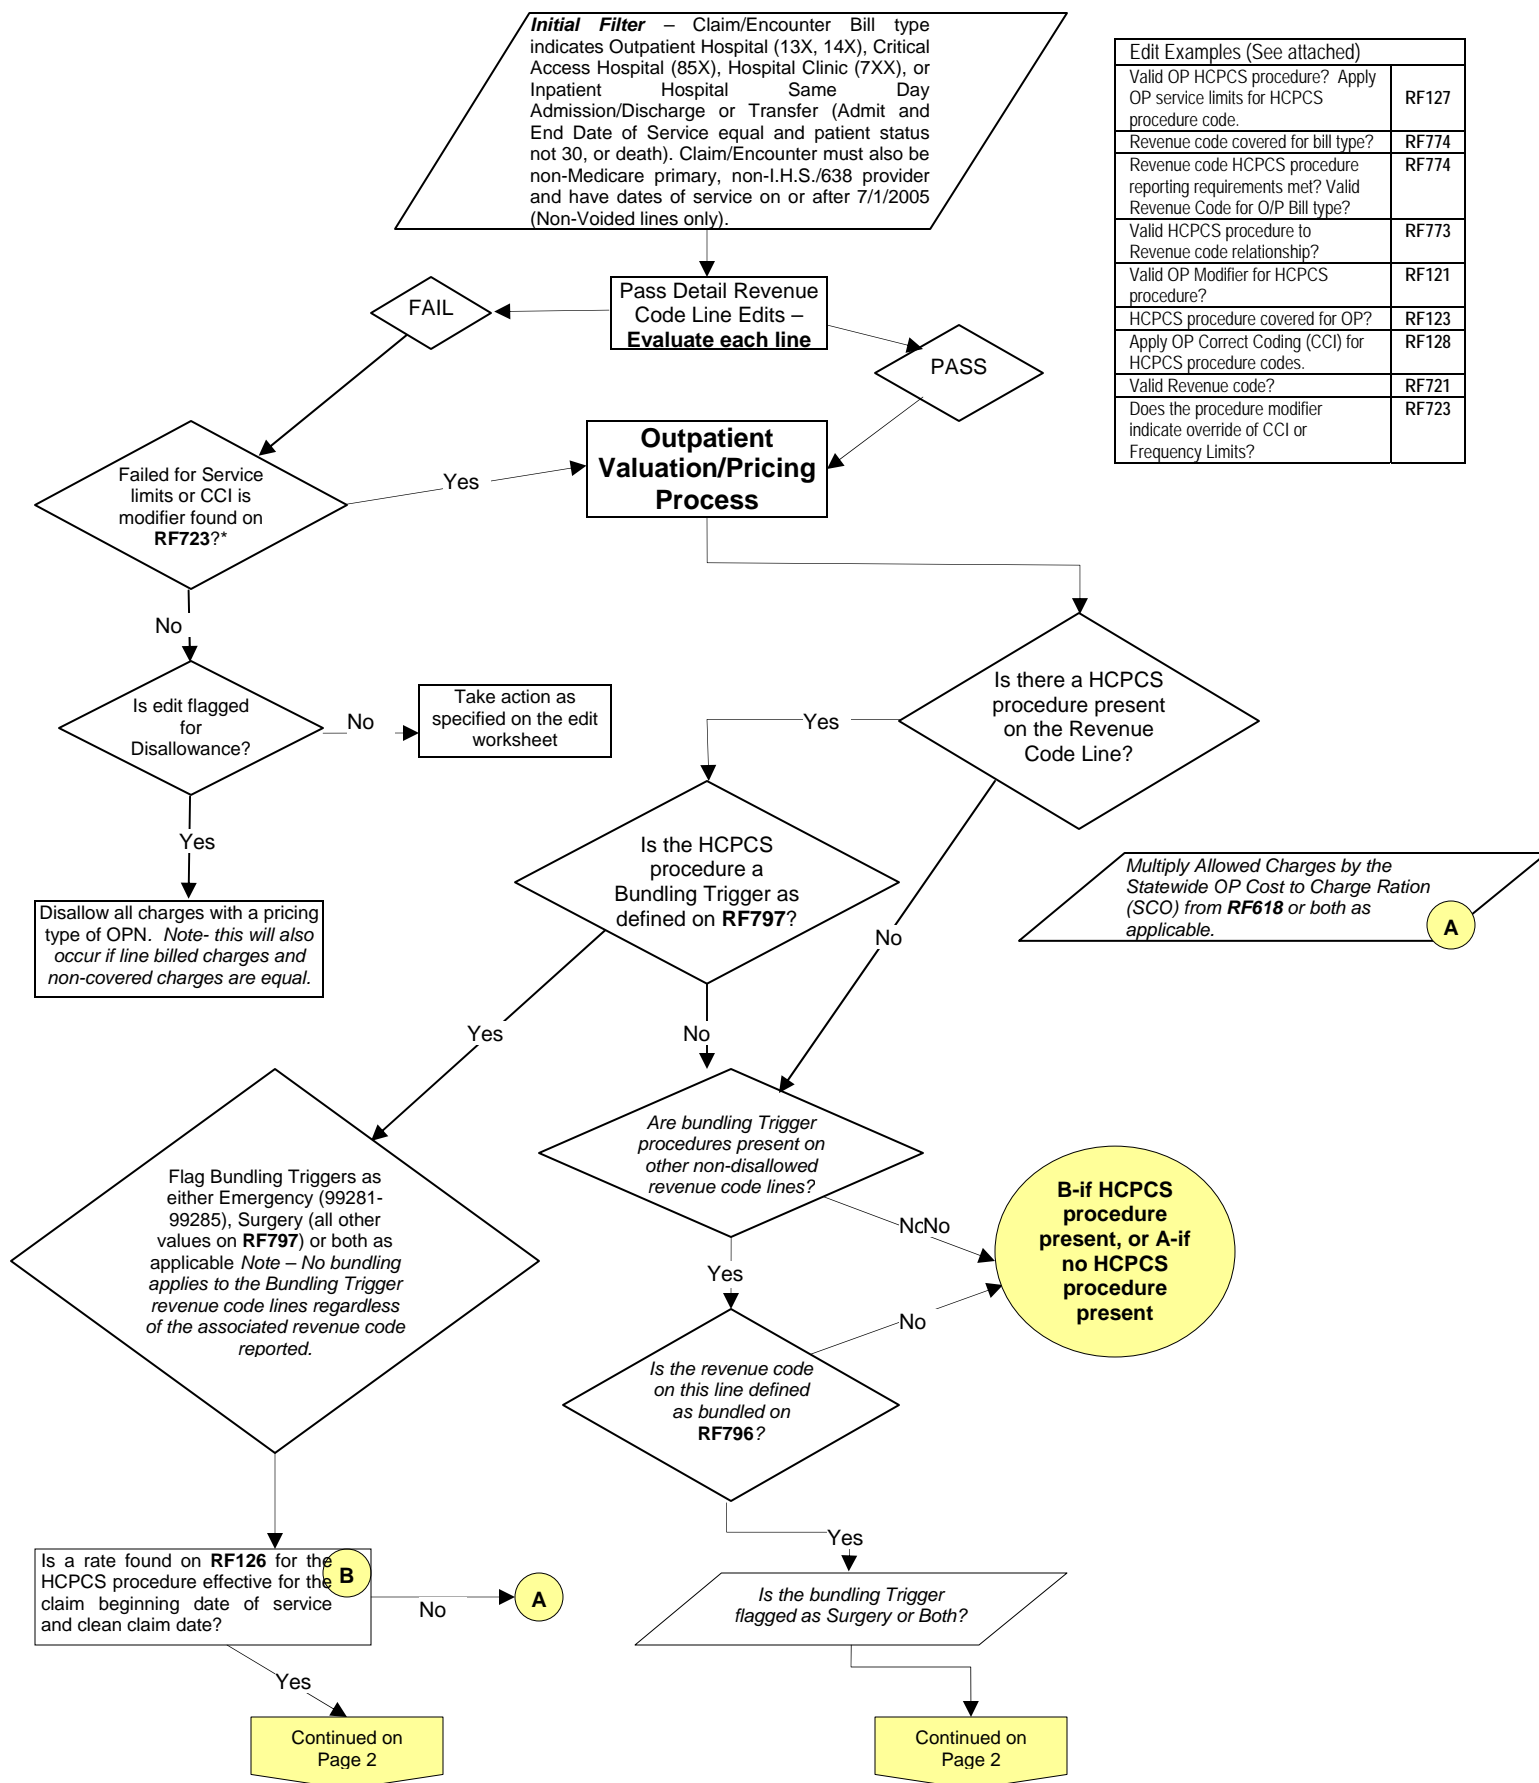 Initial Filter – Claim/Encounter Bill type
indicates Outpatient Hospital (13X, 14X), Critical
Access Hospital (85X), Hospital Clinic (7XX), or
Inpatient Hospital Same Day
Admission/Discharge or Transfer (Admit and
End Date of Service equal and patient status
not 30, or death). Claim/Encounter must also be
non-Medicare primary, non-I.H.S./638 provider
and have dates of service on or after 7/1/2005
(Non-Voided lines only).
Edit Examples (See attached)
Valid OP HCPCS procedure? Apply
OP service limits for HCPCS
procedure code.
RF127
Revenue code covered for bill type?
RF774
Revenue code HCPCS procedure
reporting requirements met? Valid
Revenue Code for O/P Bill type?
RF774
Valid HCPCS procedure to
Revenue code relationship?
RF773
Valid OP Modifier for HCPCS
procedure?
RF121
HCPCS procedure covered for OP?
RF123
Apply OP Correct Coding (CCI) for
HCPCS procedure codes.
RF128
Valid Revenue code?
RF721
Does the procedure modifier
indicate override of CCI or
Frequency Limits?
RF723
FAIL
Pass Detail Revenue
Code Line Edits –
Evaluate each line
PASS
Failed for Service
limits or CCI is
modifier found on
RF723?*
Yes
Outpatient
Valuation/Pricing
Process
No
Is edit flagged
for
Disallowance?
No
Take action as
specified on the edit
worksheet
Yes
Disallow all charges with a pricing
type of OPN. Note- this will also
occur if line billed charges and
non-covered charges are equal.
Is there a HCPCS
procedure present
on the Revenue
Code Line?
Yes
No
Is the HCPCS
procedure a
Bundling Trigger as
defined on RF797?
Multiply Allowed Charges by the
Statewide OP Cost to Charge Ration
(SCO) from RF618 or both as
applicable.
A
Yes
No
Flag Bundling Triggers as
either Emergency (99281-
99285), Surgery (all other
values on RF797) or both as
applicable Note – No bundling
applies to the Bundling Trigger
revenue code lines regardless
of the associated revenue code
reported.
Are bundling Trigger
procedures present on
other non-disallowed
revenue code lines?
NoNo
B-if HCPCS
procedure
present, or A-if
no HCPCS
procedure
present
Yes
No
Is the revenue code
on this line defined
as bundled on
RF796?
Yes
Is a rate found on RF126 for the
HCPCS procedure effective for the
claim beginning date of service
and clean claim date?
B
No
A
Is the bundling Trigger
flagged as Surgery or Both?
Yes
Continued on
Page 2
Continued on
Page 2